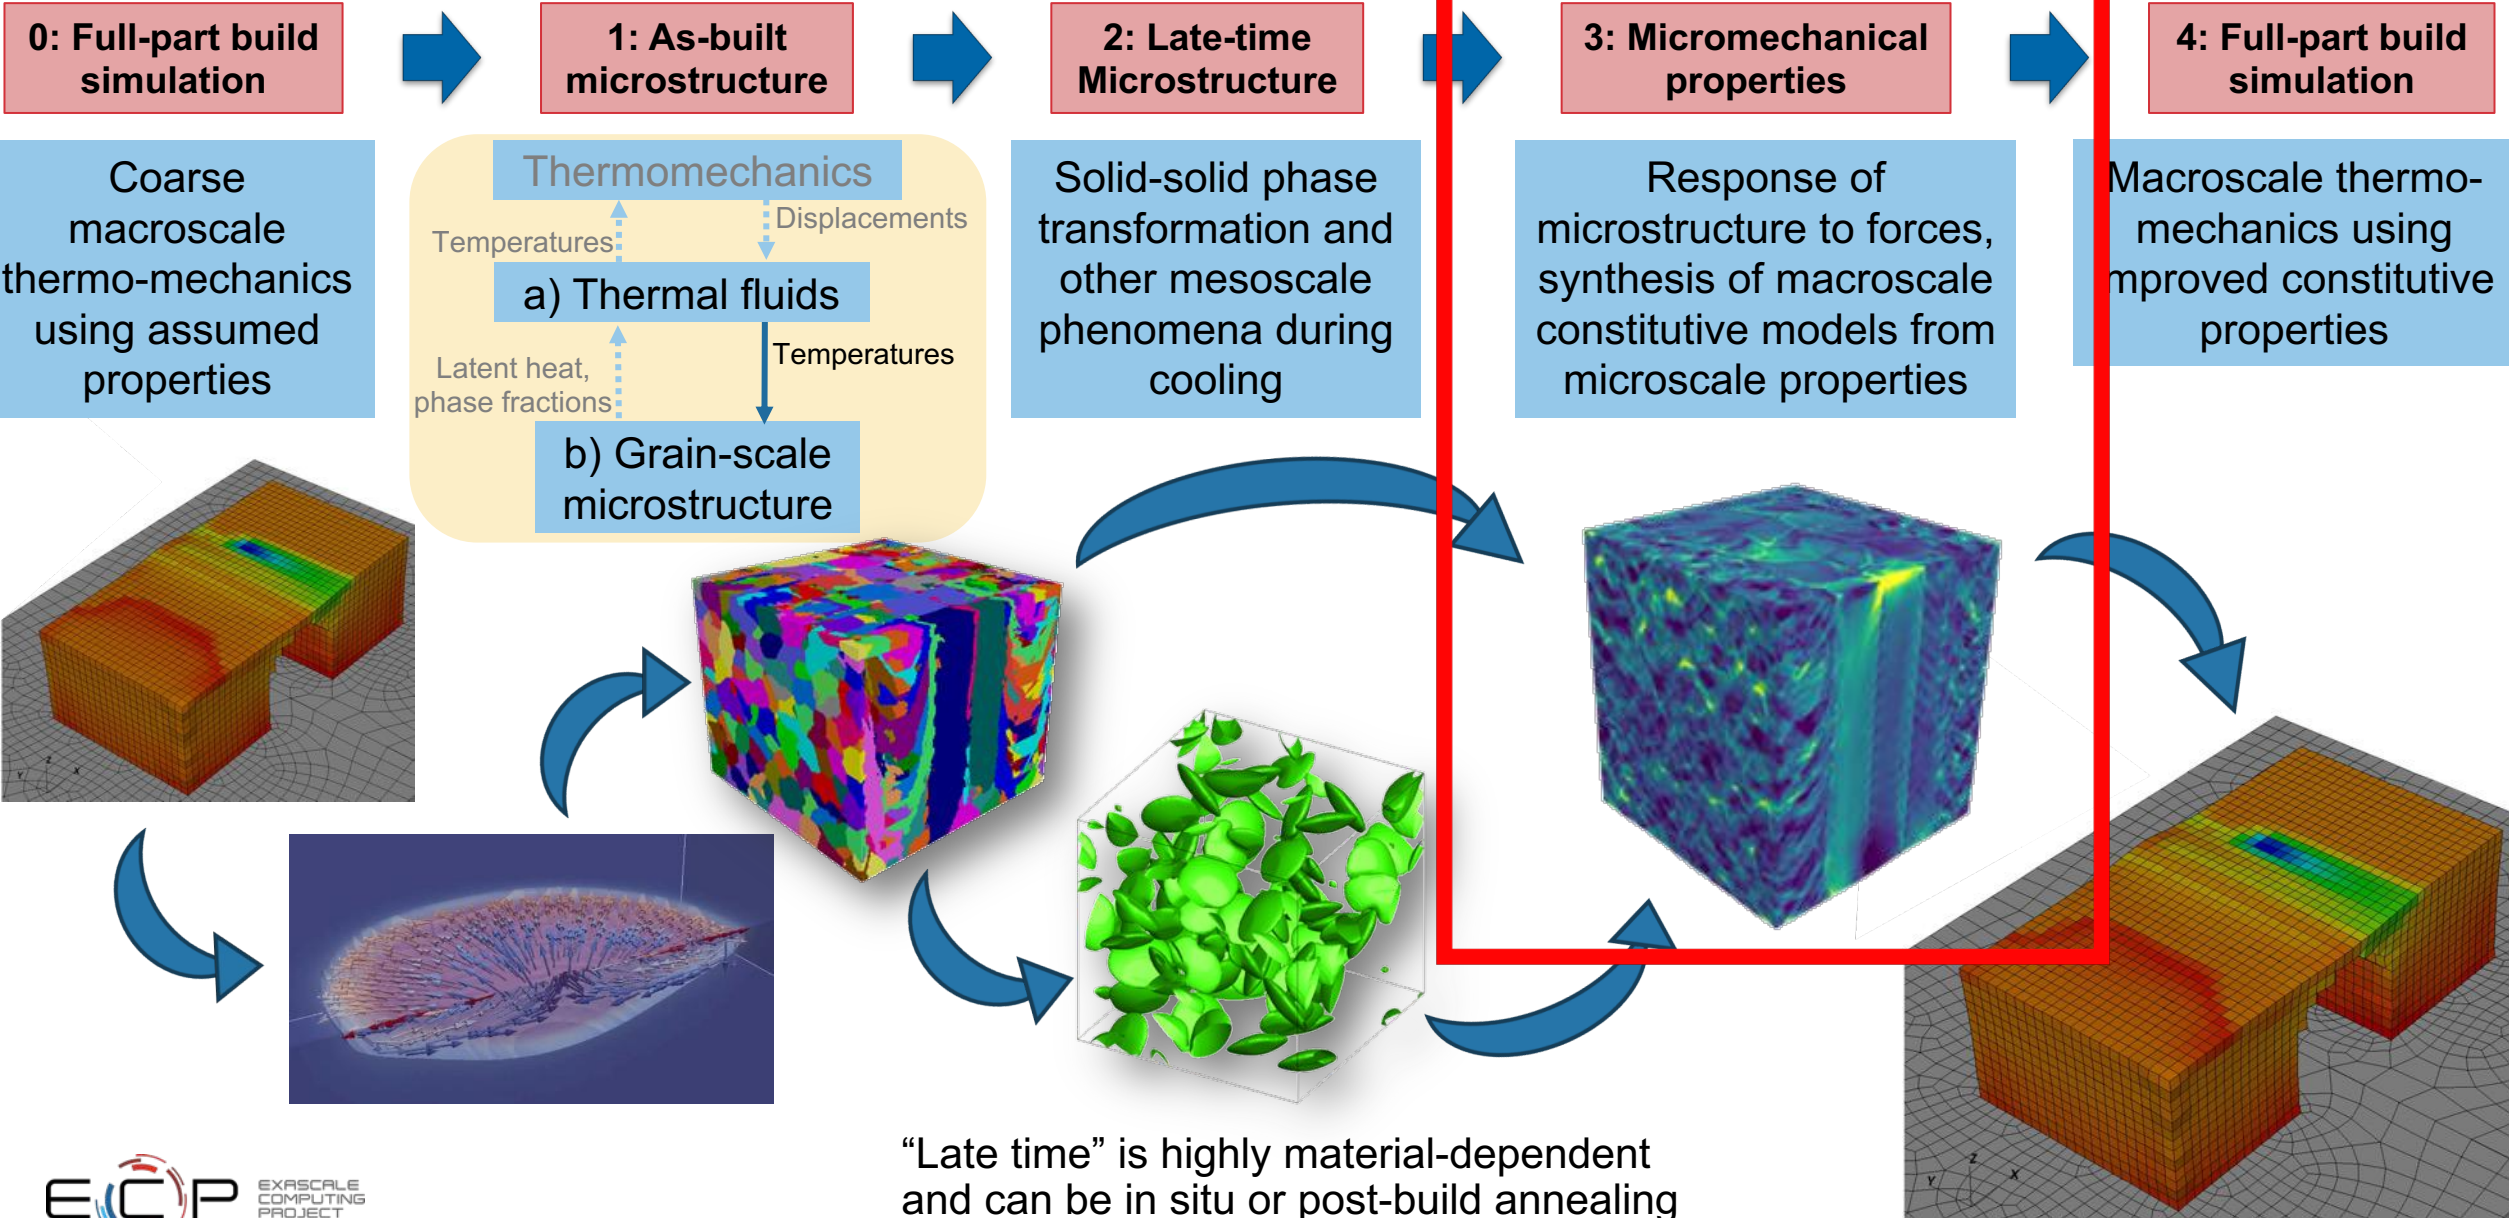 0: Full-part build
simulation
1: As-built
microstructure
2: Late-time
Microstructure
3: Micromechanical
properties
4: Full-part build
simulation
Coarse
macroscale
thermo-mechanics
using assumed
properties
Thermomechanics
Temperatures
Displacements
a) Thermal fluids
Latent heat,
phase fractions
Temperatures
b) Grain-scale
microstructure
Solid-solid phase
transformation and
other mesoscale
phenomena during
cooling
Response of
microstructure to forces,
synthesis of macroscale
constitutive models from
microscale properties
Macroscale thermo-
mechanics using
improved constitutive
properties
Z
Y X
“Late time” is highly material-dependent
and can be in situ or post-build annealing
Z
Y X
ECP
EXASCALE
COMPUTING
PROJECT